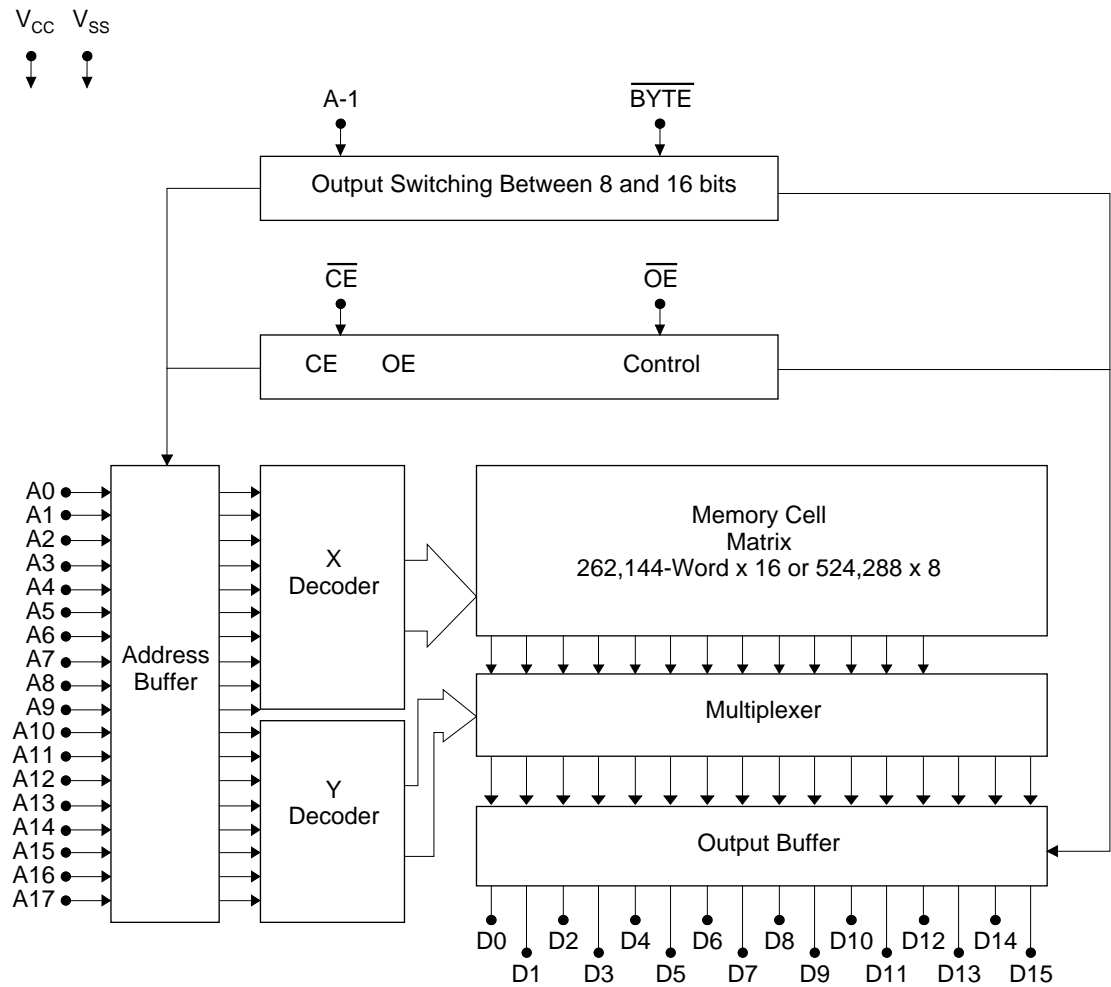 VCC VSS
A-1 BYTE
Output Switching Between 8 and 16 bits
CE OE
CE OE Control
A0
A1
A2
A3
A4
A5
A6
A7
A8
A9
A10
A11
A12
A13
A14
A15
A16
A17
Address
Buffer
X
Decoder
Y
Decoder
Memory Cell
Matrix
262,144-Word x 16 or 524,288 x 8
Multiplexer
Output Buffer
D0 D2 D4 D6 D8 D10 D12 D14
D1 D3 D5 D7 D9 D11 D13 D15